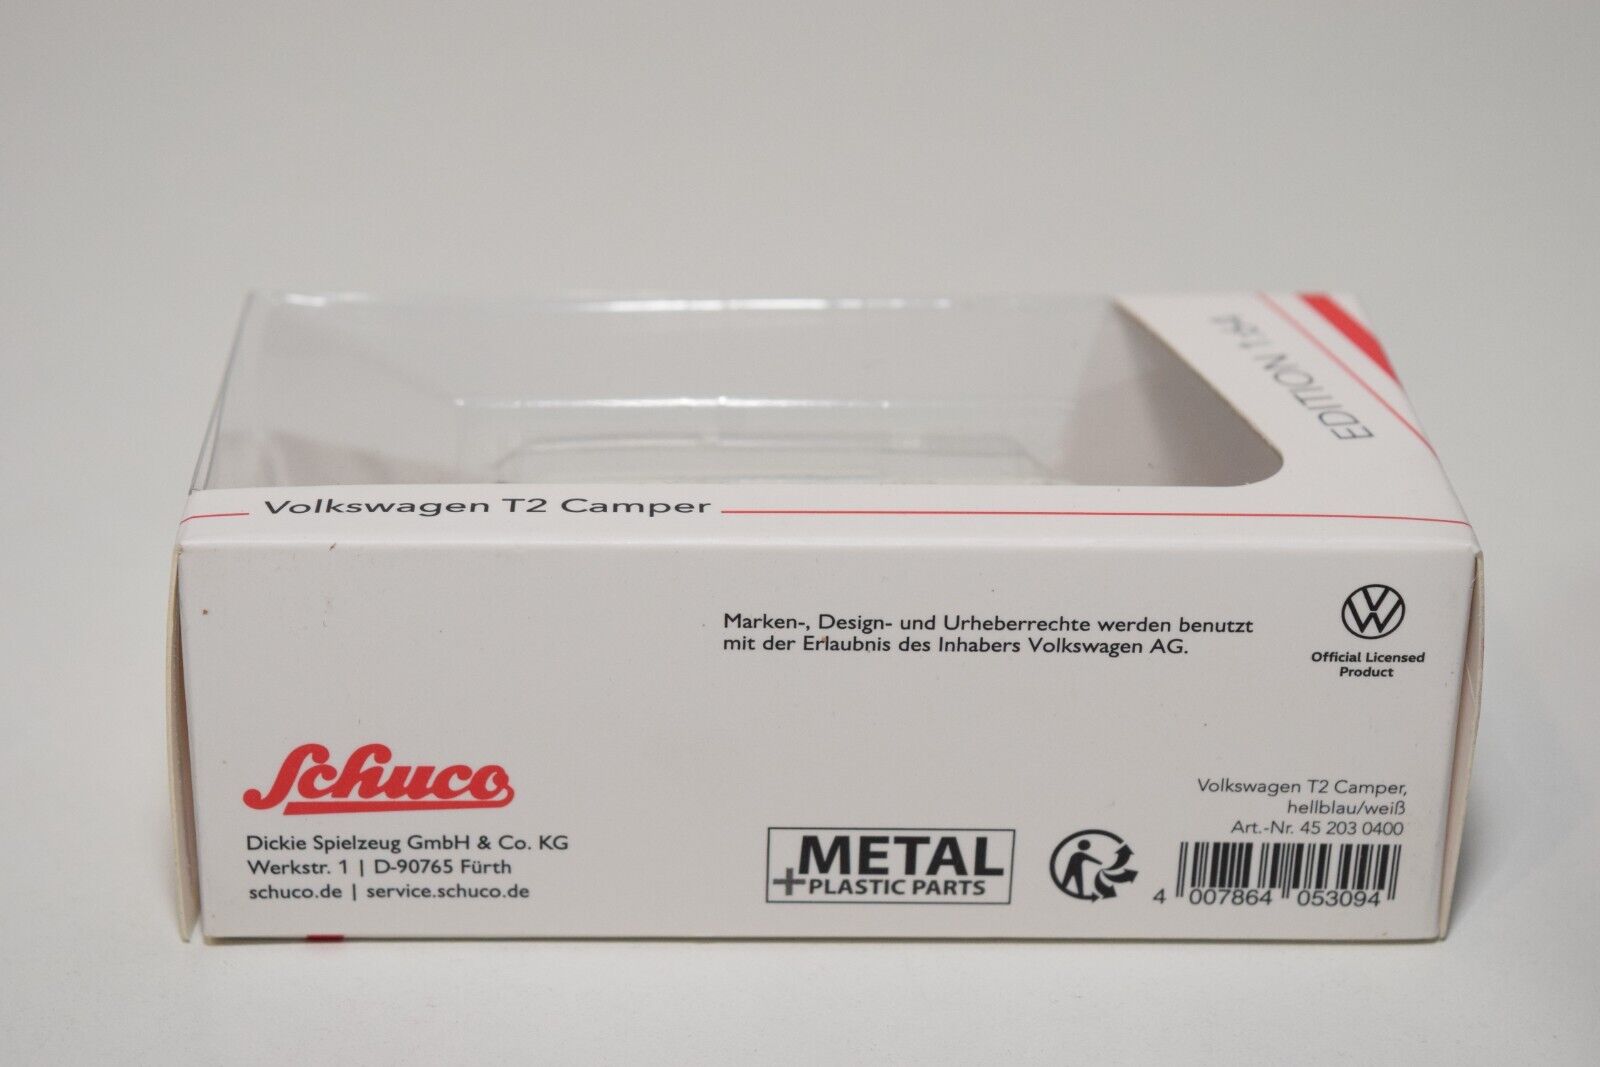 EDITION 1:64
Volkswagen T2 Camper
Marken-, Design- und Urheberrechte werden benutzt
mit der Erlaubnis des Inhabers Volkswagen AG.
Official Licensed
Product
Schuco
Dickie Spielzeug GmbH & Co. KG
Werkstr. 1 | D-90765 Fürth
schuco.de | service.schuco.de
METAL
+PLASTIC PARTS
Volkswagen T2 Camper,
hellblau/weiß
Art.-Nr. 45 203 0400
4 007864 053094